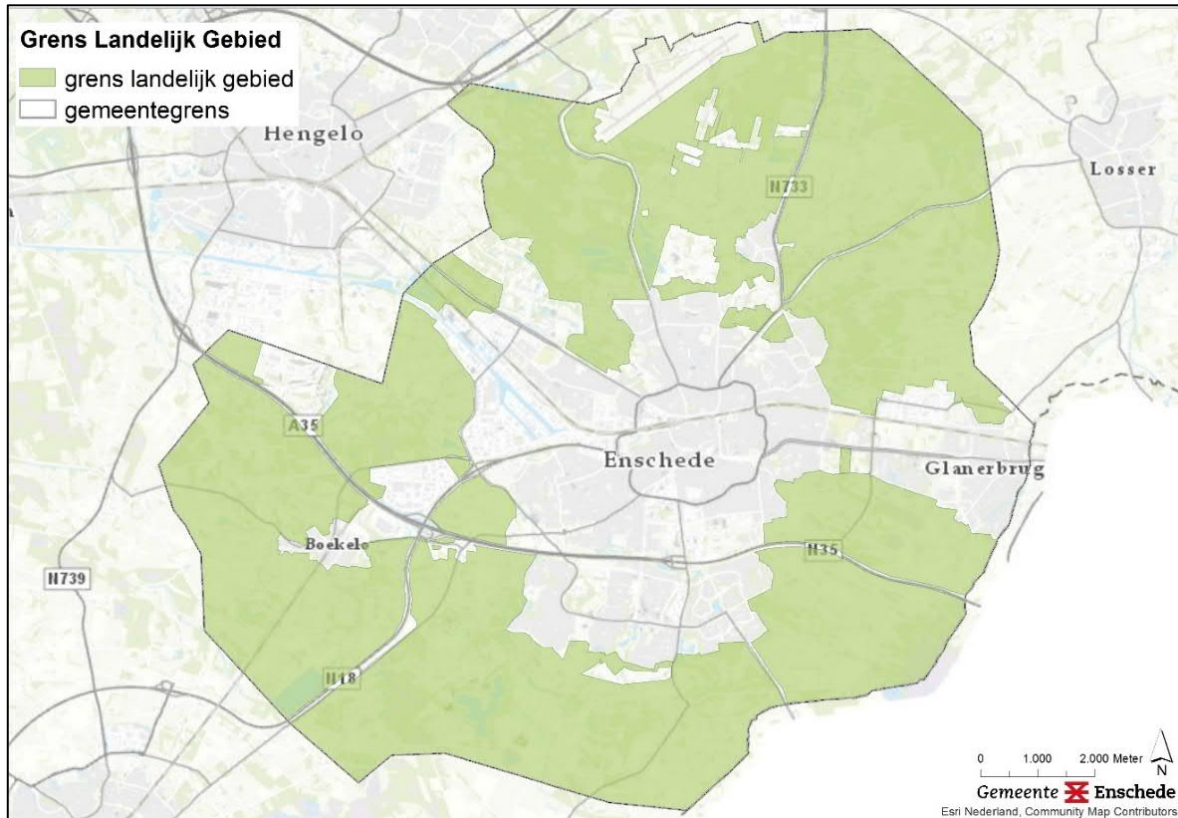 Grens Landelijk Gebied
grens landelijk gebied
gemeentegrens
Hengelo
Losser
N733
A35
Enschede
Glanerbrug
Boekelo
N35
N739
N18
0 1.000 2.000 Meter
N
Gemeente Enschede
Esri Nederland, Community Map Contributors